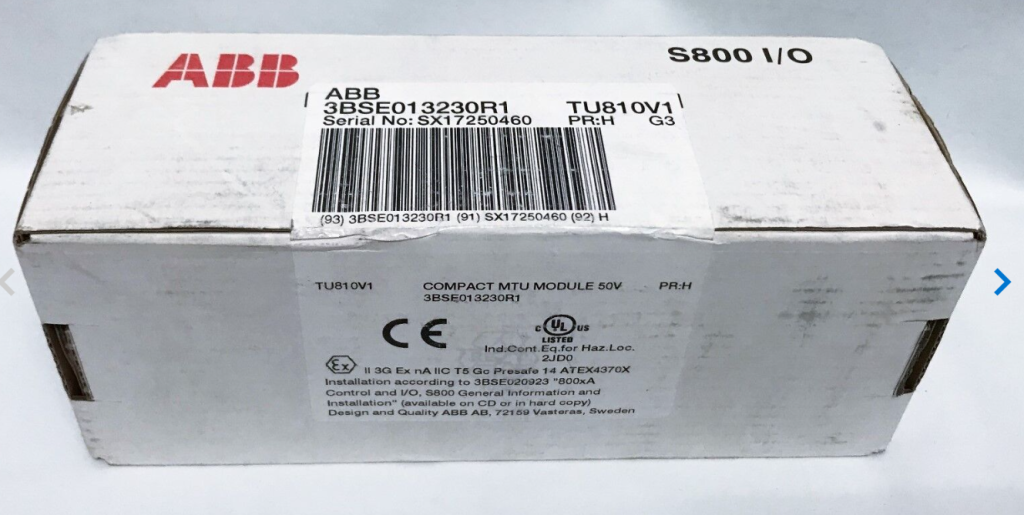 ABB
S800 I/O
ABB
3BSE013230R1 TU810V1
Serial No: SX17250460 PR:H G3
(93) 3BSE013230R1 (91) SX17250460 (92) H
TU810V1 COMPACT MTU MODULE 50V PR:H
3BSE013230R1
CE
C UL US
LISTED
Ind.Cont.Eq.for Haz.Loc.
2JD0
Ex II 3G Ex nA IIC T5 Gc Presafe 14 ATEX4370X
Installation according to 3BSE020923 "800xA
Control and I/O, S800 General Information and
Installation" (available on CD or in hard copy)
Design and Quality ABB AB, 72159 Vasteras, Sweden